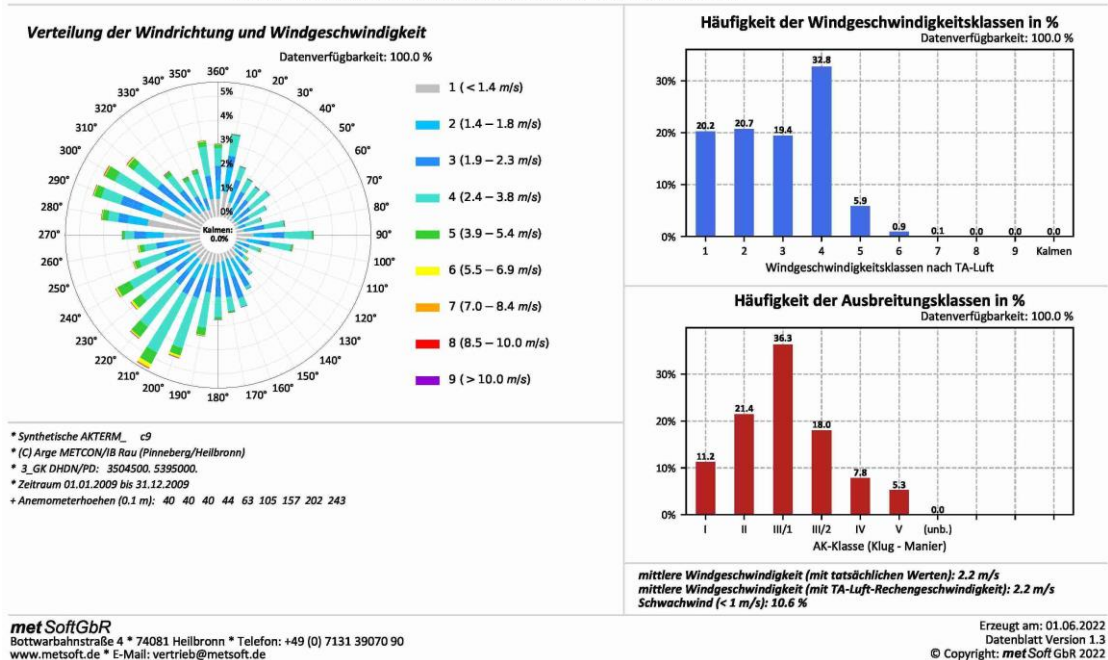 Verteilung der Windrichtung und Windgeschwindigkeit
Datenverfügbarkeit: 100.0 %
360°
10°
20°
30°
40°
50°
60°
70°
80°
90°
100°
110°
120°
130°
140°
150°
160°
170°
180°
190°
200°
210°
220°
230°
240°
250°
260°
270°
280°
290°
300°
310°
320°
330°
340°
350°
5%
4%
3%
2%
1%
0%
Kalmen:
0.0%
1 (< 1.4 m/s)
2 (1.4 – 1.8 m/s)
3 (1.9 – 2.3 m/s)
4 (2.4 – 3.8 m/s)
5 (3.9 – 5.4 m/s)
6 (5.5 – 6.9 m/s)
7 (7.0 – 8.4 m/s)
8 (8.5 – 10.0 m/s)
9 (> 10.0 m/s)
* Synthetische AKTERM_ c9
* (C) Arge METCON/IB Rau (Pinneberg/Heilbronn)
* 3_GK DHDN/PD: 3504500. 5395000.
* Zeitraum 01.01.2009 bis 31.12.2009
+ Anemometerhoehen (0.1 m): 40 40 40 44 63 105 157 202 243
Häufigkeit der Windgeschwindigkeitsklassen in %
Datenverfügbarkeit: 100.0 %
30%
20%
10%
0%
20.2 20.7 19.4 32.8 5.9 0.9 0.1 0.0 0.0 0.0
1 2 3 4 5 6 7 8 9 Kalmen
Windgeschwindigkeitsklassen nach TA-Luft
Häufigkeit der Ausbreitungsklassen in %
Datenverfügbarkeit: 100.0 %
30%
20%
10%
0%
11.2 21.4 36.3 18.0 7.8 5.3 0.0
I II III/1 III/2 IV V (unb.)
AK-Klasse (Klug - Manier)
mittlere Windgeschwindigkeit (mit tatsächlichen Werten): 2.2 m/s
mittlere Windgeschwindigkeit (mit TA-Luft-Rechengeschwindigkeit): 2.2 m/s
Schwachwind (< 1 m/s): 10.6 %
met SoftGbR
Bottwarbahnstraße 4 * 74081 Heilbronn * Telefon: +49 (0) 7131 39070 90
www.metsoft.de * E-Mail: vertrieb@metsoft.de
Erzeugt am: 01.06.2022
Datenblatt Version 1.3
© Copyright: met Soft GbR 2022